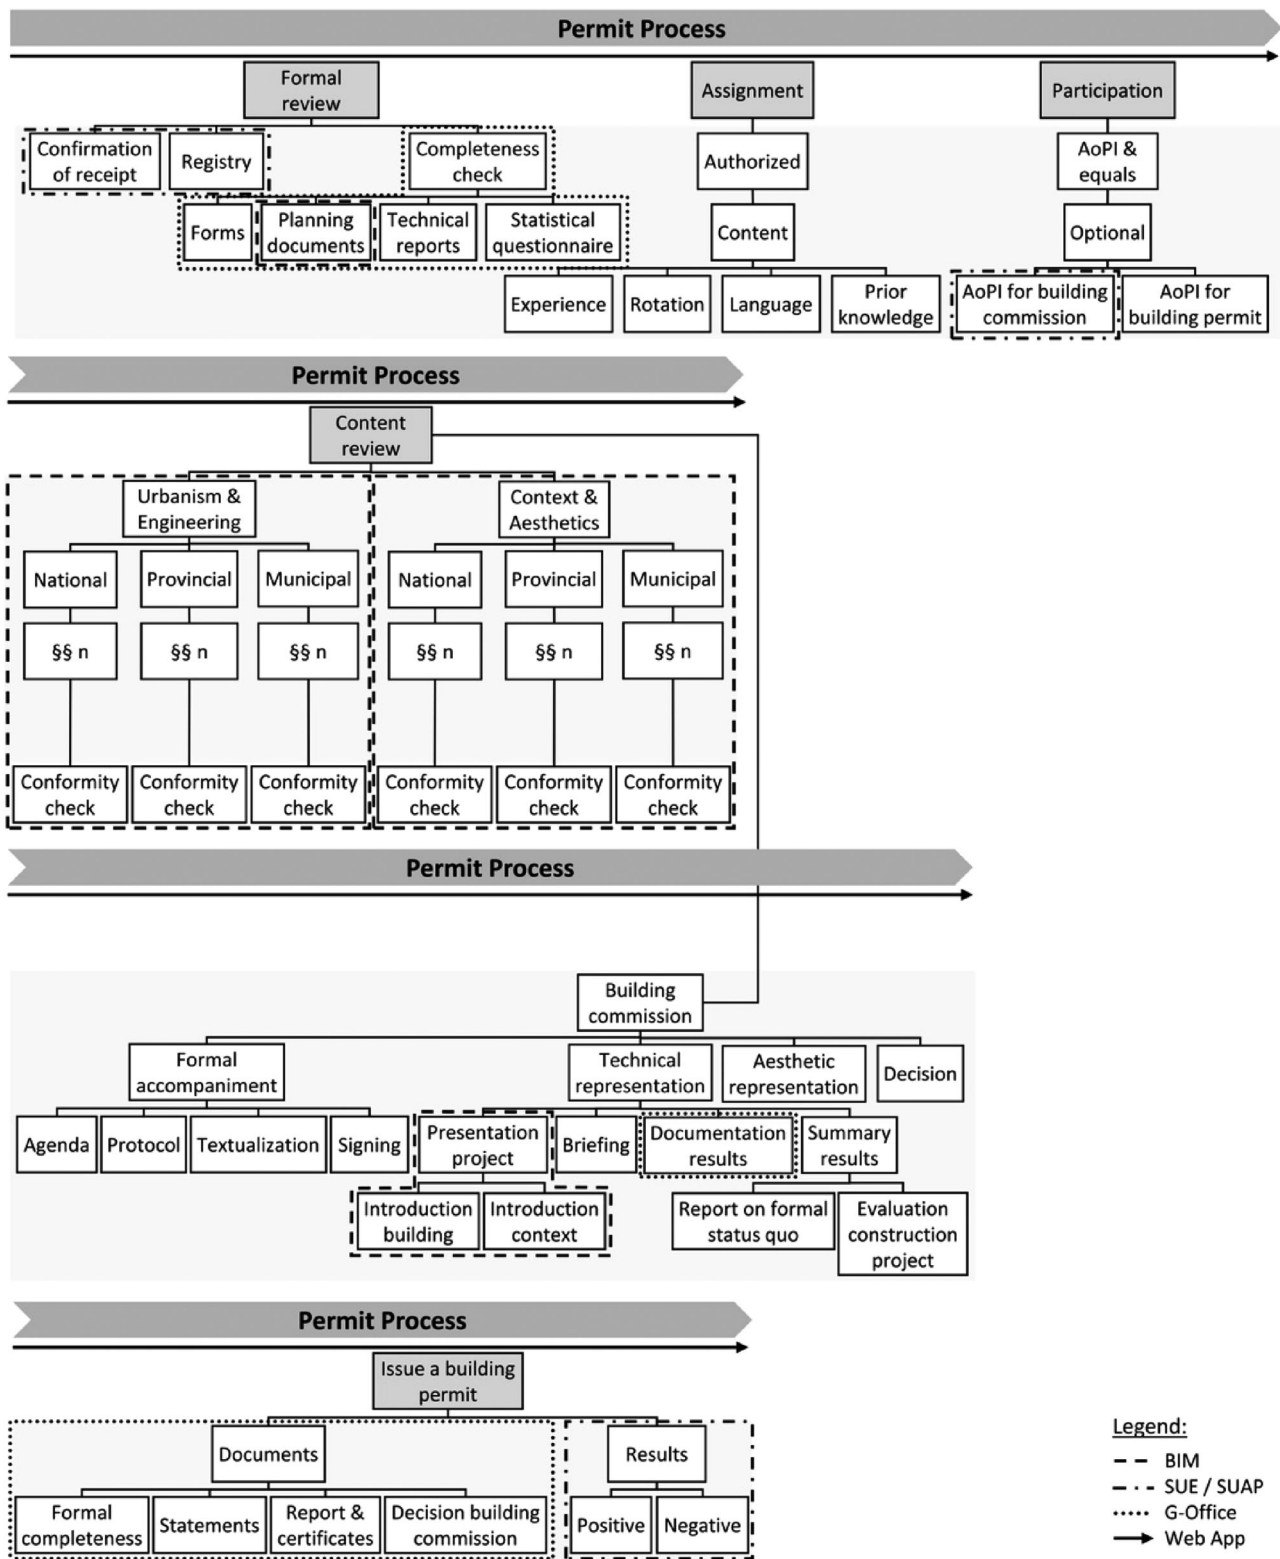 Permit Process
Formal
review
Assignment
Participation
Confirmation
of receipt
Registry
Completeness
check
Authorized
AoPI &
equals
Forms
Planning
documents
Technical
reports
Statistical
questionnaire
Content
Optional
Experience
Rotation
Language
Prior
knowledge
AoPI for building
commission
AoPI for
building permit
Permit Process
Content
review
Urbanism &
Engineering
Context &
Aesthetics
National
Provincial
Municipal
National
Provincial
Municipal
§§ n
§§ n
§§ n
§§ n
§§ n
§§ n
Conformity
check
Conformity
check
Conformity
check
Conformity
check
Conformity
check
Conformity
check
Permit Process
Building
commission
Formal
accompaniment
Technical
representation
Aesthetic
representation
Decision
Agenda
Protocol
Textualization
Signing
Presentation
project
Briefing
Documentation
results
Summary
results
Introduction
building
Introduction
context
Report on formal
status quo
Evaluation
construction
project
Permit Process
Issue a building
permit
Documents
Results
Formal
completeness
Statements
Report &
certificates
Decision building
commission
Positive
Negative
Legend:
BIM
SUE / SUAP
G-Office
Web App